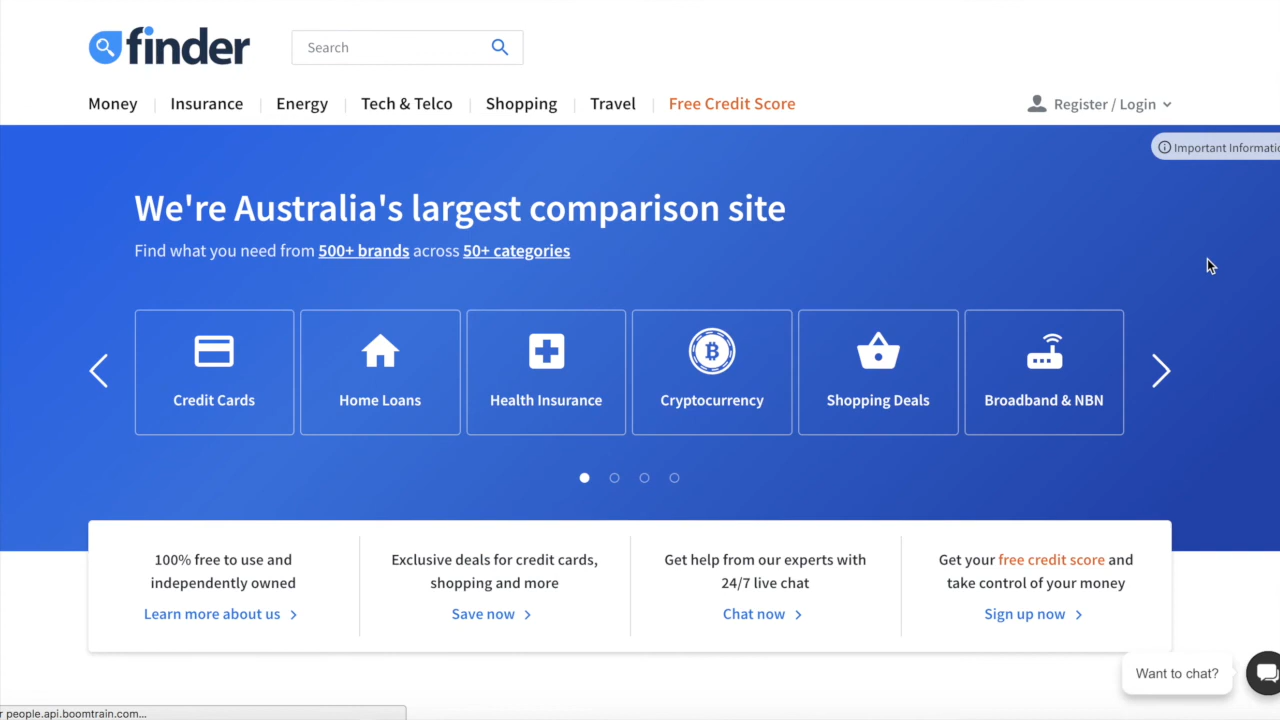 finder
Search
Money
Insurance
Energy
Tech & Telco
Shopping
Travel
Free Credit Score
Register / Login
Important Informatio
We're Australia's largest comparison site
Find what you need from 500+ brands across 50+ categories
Credit Cards
Home Loans
Health Insurance
Cryptocurrency
Shopping Deals
Broadband & NBN
100% free to use and
independently owned
Learn more about us
Exclusive deals for credit cards,
shopping and more
Save now
Get help from our experts with
24/7 live chat
Chat now
Get your free credit score and
take control of your money
Sign up now
Want to chat?
r people.api.boomtrain.com...